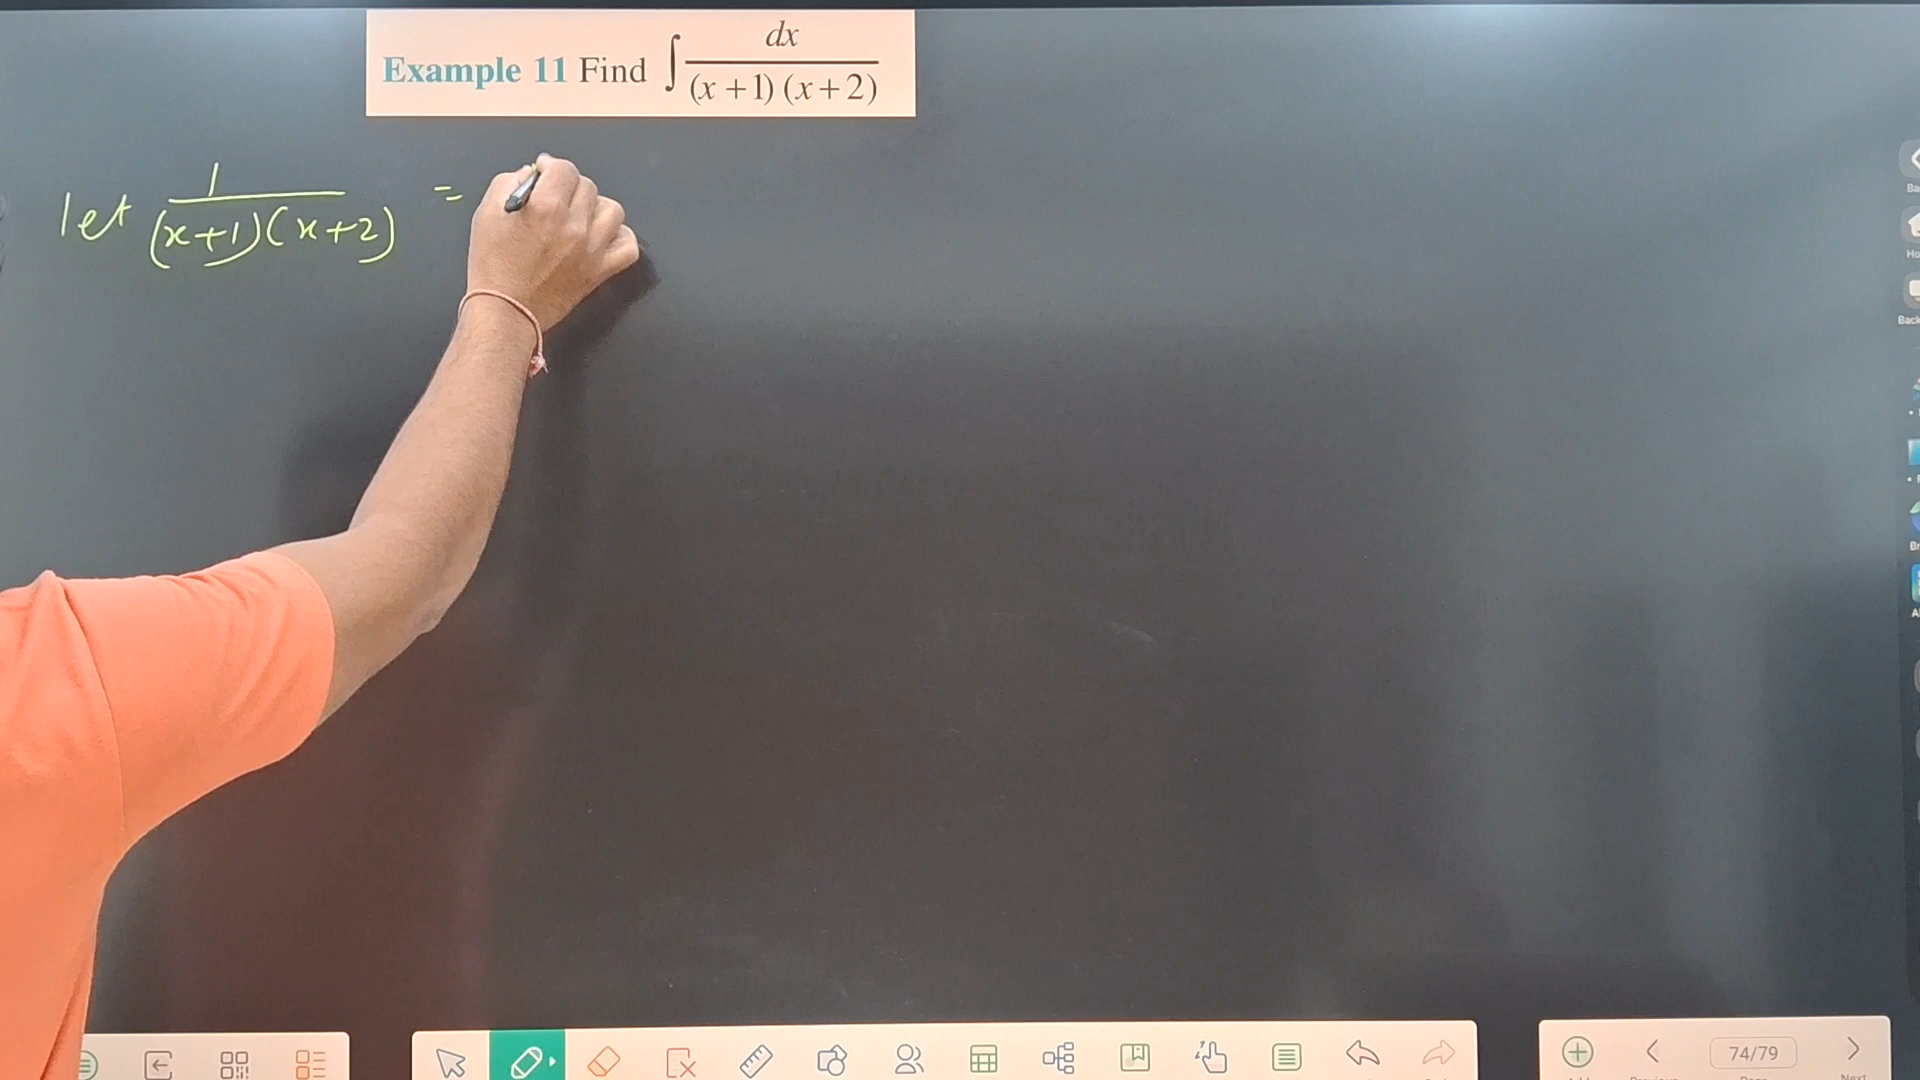 Example 11 Find ∫ dx / (x+1) (x+2)
let 1 / (x+1)(x+2) =
74/79